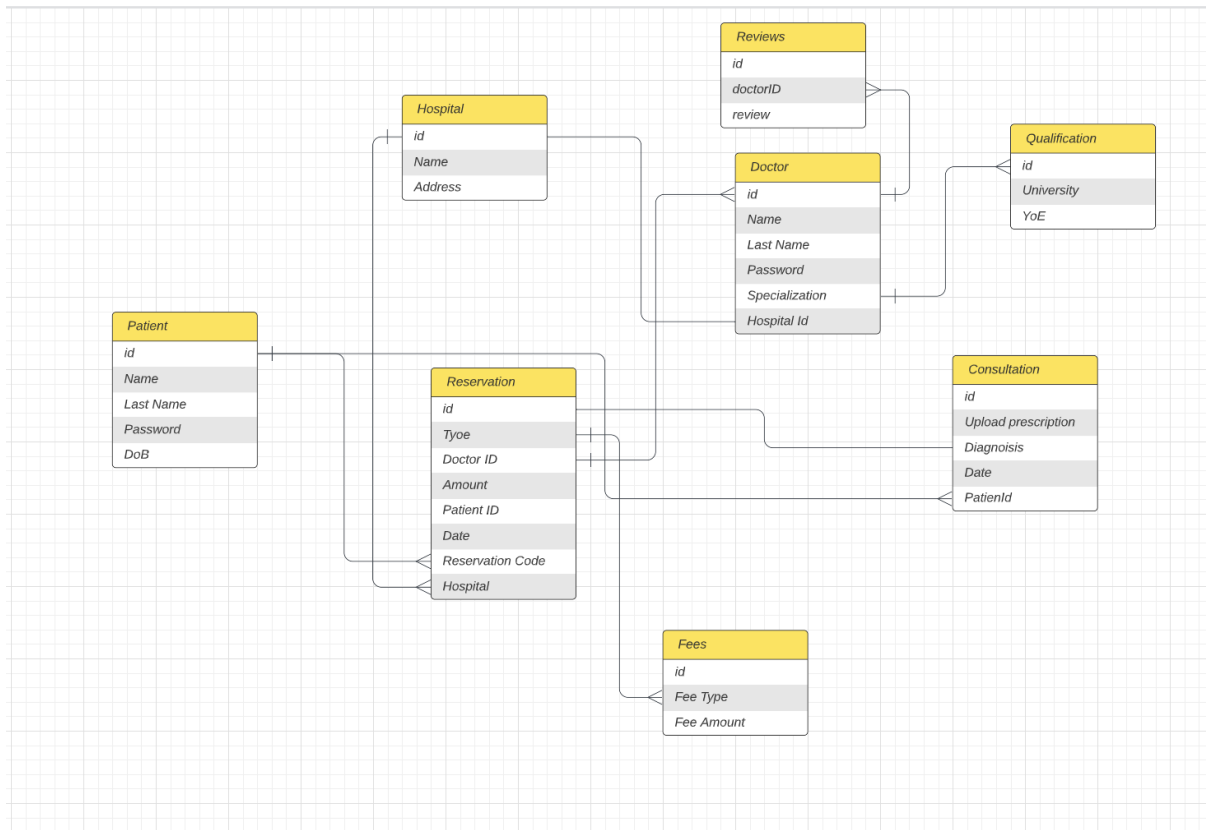 Reviews
id
doctorID
review
Hospital
id
Name
Address
Qualification
id
University
YoE
Doctor
id
Name
Last Name
Password
Specialization
Hospital Id
Patient
id
Name
Last Name
Password
DoB
Reservation
id
Tyoe
Doctor ID
Amount
Patient ID
Date
Reservation Code
Hospital
Consultation
id
Upload prescription
Diagnoisis
Date
PatienId
Fees
id
Fee Type
Fee Amount